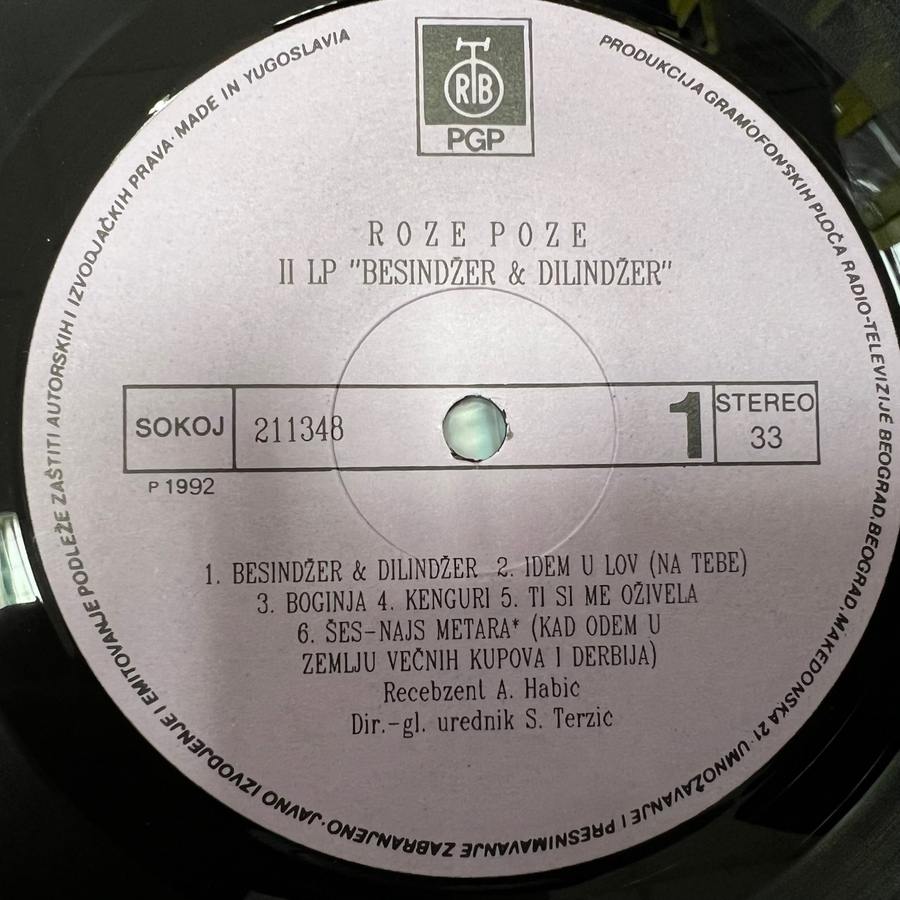 RTB
PGP
ROZE POZE
II LP "BESINDŽER & DILINDŽER"
SOKOJ
211348
1
STEREO
33
P 1992
1. BESINDŽER & DILINDŽER 2. IDEM U LOV (NA TEBE)
3. BOGINJA 4. KENGURI 5. TI SI ME OŽIVELA
6. ŠES-NAJS METARA* (KAD ODEM U
ZEMLJU VEČNIH KUPOVA I DERBIJA)
Recebzent A. Habic
Dir.-gl. urednik S. Terzic
PRODUKCIJA GRAMOFONSKIH PLOČA RADIO-TELEVIZIJE BEOGRAD, BEOGRAD, MAKEDONSKA 21 · UMNOŽAVANJE I PRESNIMAVANJE ZABRANJENO · JAVNO IZVODJENJE I EMITOVANJE PODLEŽE ZAŠTITI AUTORSKIH I IZVODJAČKIH PRAVA · MADE IN YUGOSLAVIA